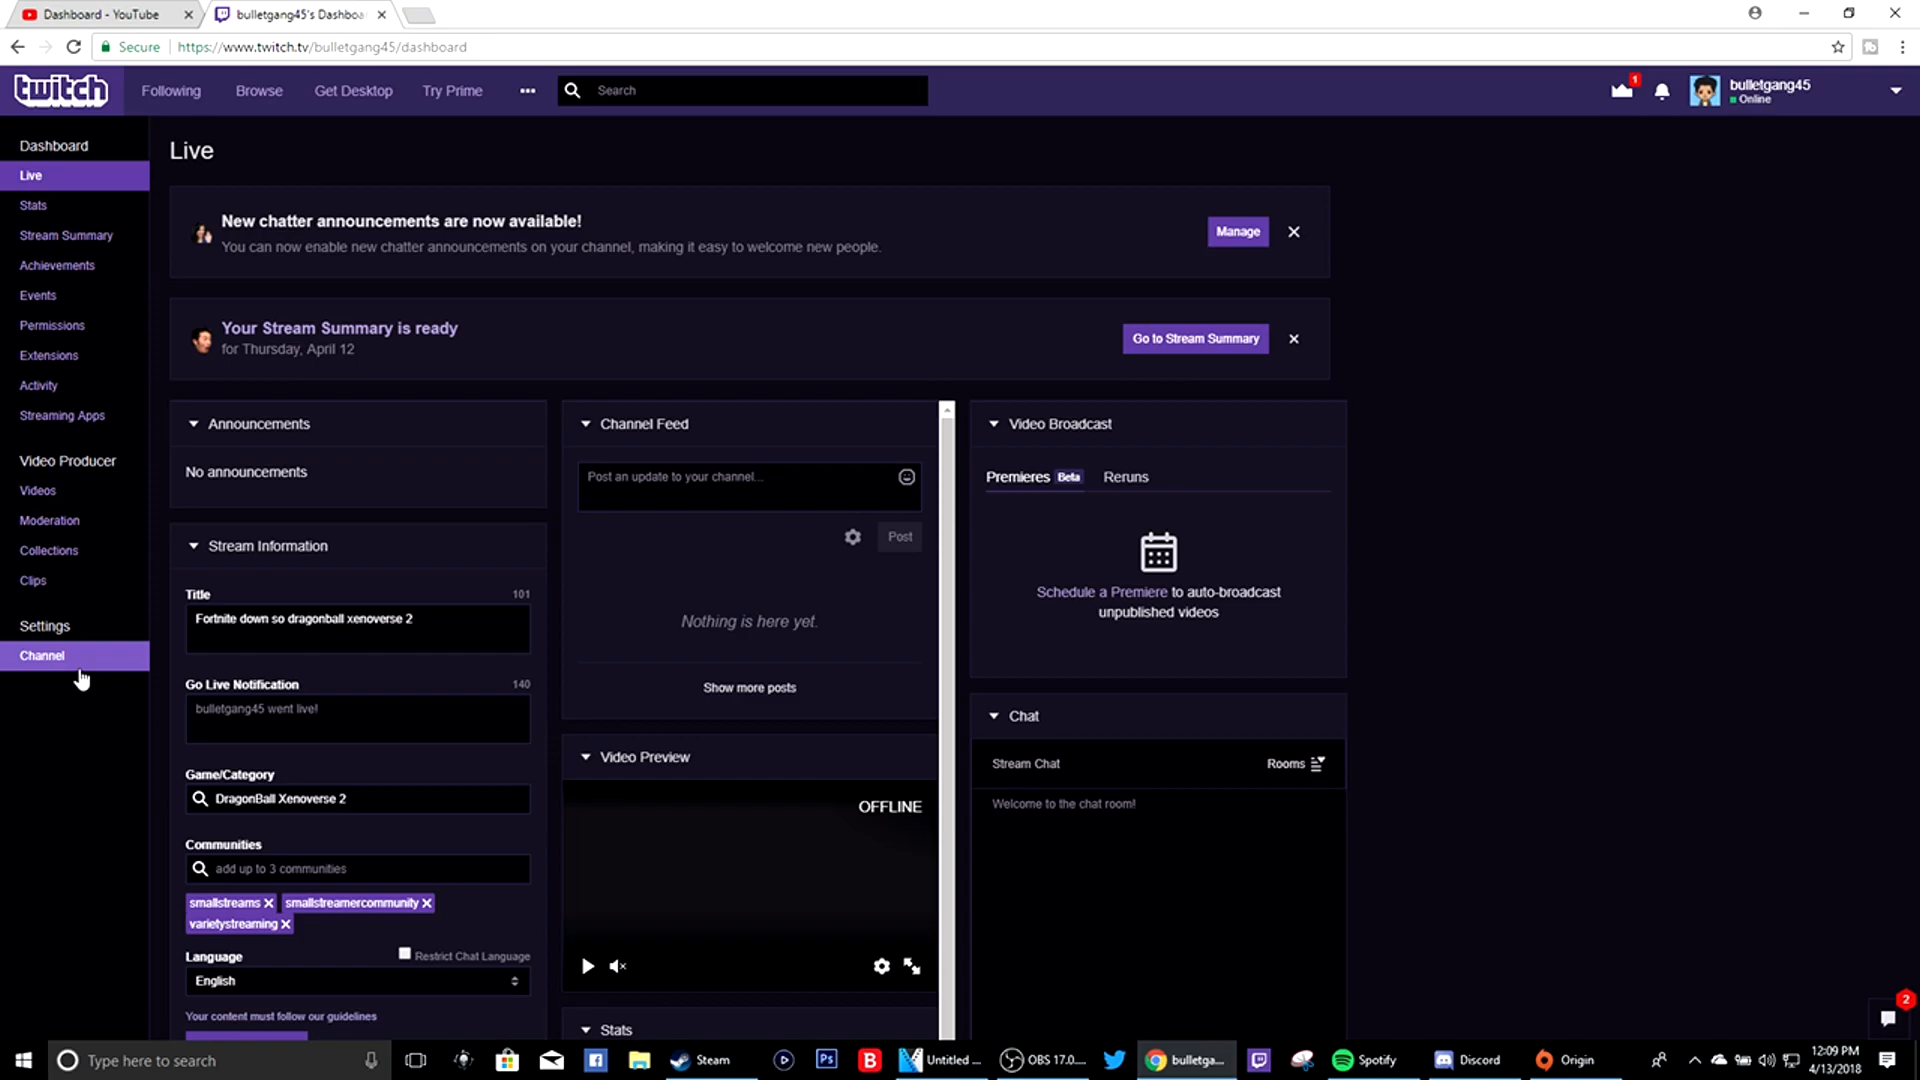 Dashboard - YouTube
bulletgang45's Dashboa
Secure
https://www.twitch.tv/bulletgang45/dashboard
twitch
Following
Browse
Get Desktop
Try Prime
Search
1
bulletgang45
Online
Dashboard
Live
Stats
Stream Summary
Achievements
Events
Permissions
Extensions
Activity
Streaming Apps
Video Producer
Videos
Moderation
Collections
Clips
Settings
Channel
Live
New chatter announcements are now available!
You can now enable new chatter announcements on your channel, making it easy to welcome new people.
Manage
Your Stream Summary is ready
for Thursday, April 12
Go to Stream Summary
Announcements
No announcements
Stream Information
Title
101
Fortnite down so dragonball xenoverse 2
Go Live Notification
140
bulletgang45 went live!
Game/Category
DragonBall Xenoverse 2
Communities
add up to 3 communities
smallstreams
smallstreamercommunity
varietystreaming
Language
Restrict Chat Language
English
Your content must follow our guidelines
Channel Feed
Post an update to your channel...
Post
Nothing is here yet.
Show more posts
Video Preview
OFFLINE
Stats
Video Broadcast
Premieres Beta
Reruns
Schedule a Premiere to auto-broadcast
unpublished videos
Chat
Stream Chat
Rooms
Welcome to the chat room!
2
Type here to search
Steam
Ps
B
Untitled ...
OBS 17.0....
bulletga...
Spotify
Discord
Origin
12:09 PM
4/13/2018